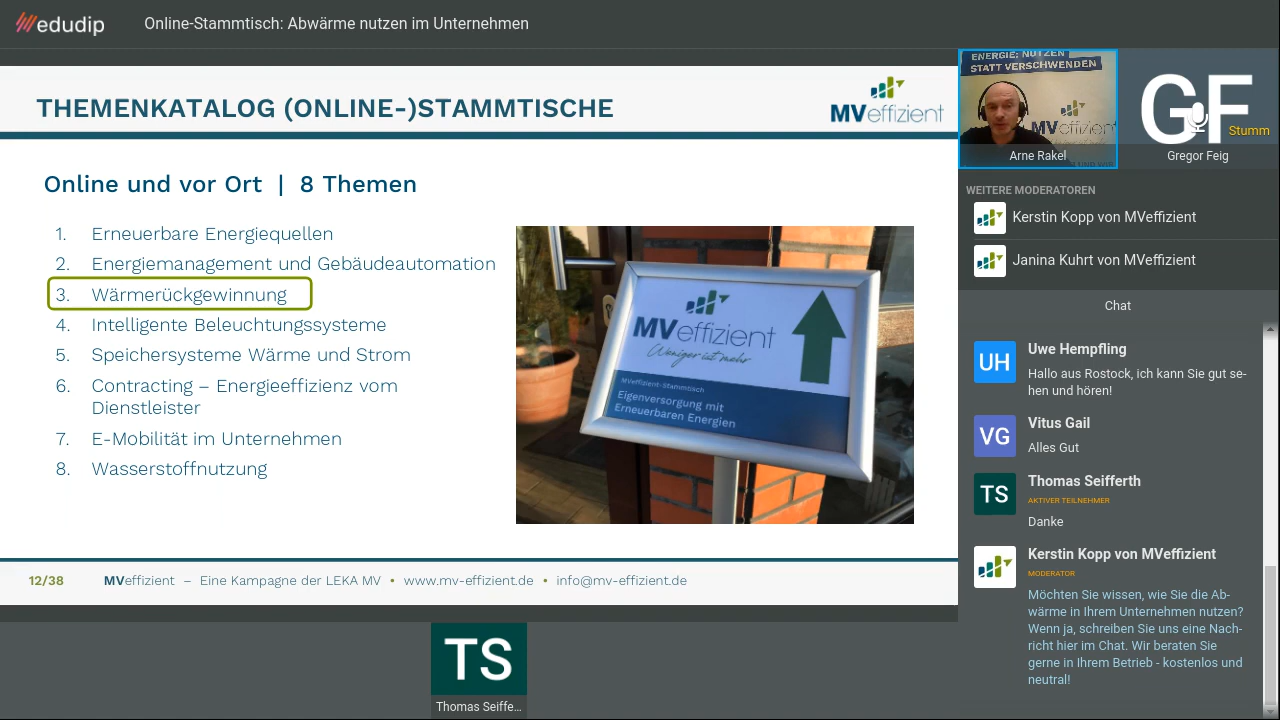 edudip
Online-Stammtisch: Abwärme nutzen im Unternehmen
THEMENKATALOG (ONLINE-)STAMMTISCHE
MVeffizient
Online und vor Ort | 8 Themen
1. Erneuerbare Energiequellen
2. Energiemanagement und Gebäudeautomation
3. Wärmerückgewinnung
4. Intelligente Beleuchtungssysteme
5. Speichersysteme Wärme und Strom
6. Contracting – Energieeffizienz vom
Dienstleister
7. E-Mobilität im Unternehmen
8. Wasserstoffnutzung
MVeffizient
Weniger ist mehr
MVeffizient-Stammtisch
Eigenversorgung mit
Erneuerbaren Energien
12/38 MVeffizient – Eine Kampagne der LEKA MV • www.mv-effizient.de • info@mv-effizient.de
TS
Thomas Seiffe...
ENERGIE: NUTZEN
STATT VERSCHWENDEN
MVeffizient
Arne Rakel
GF
Stumm
Gregor Feig
WEITERE MODERATOREN
Kerstin Kopp von MVeffizient
Janina Kuhrt von MVeffizient
Chat
UH
Uwe Hempfling
Hallo aus Rostock, ich kann Sie gut se-
hen und hören!
VG
Vitus Gail
Alles Gut
TS
Thomas Seifferth
AKTIVER TEILNEHMER
Danke
Kerstin Kopp von MVeffizient
MODERATOR
Möchten Sie wissen, wie Sie die Ab-
wärme in Ihrem Unternehmen nutzen?
Wenn ja, schreiben Sie uns eine Nach-
richt hier im Chat. Wir beraten Sie
gerne in Ihrem Betrieb - kostenlos und
neutral!